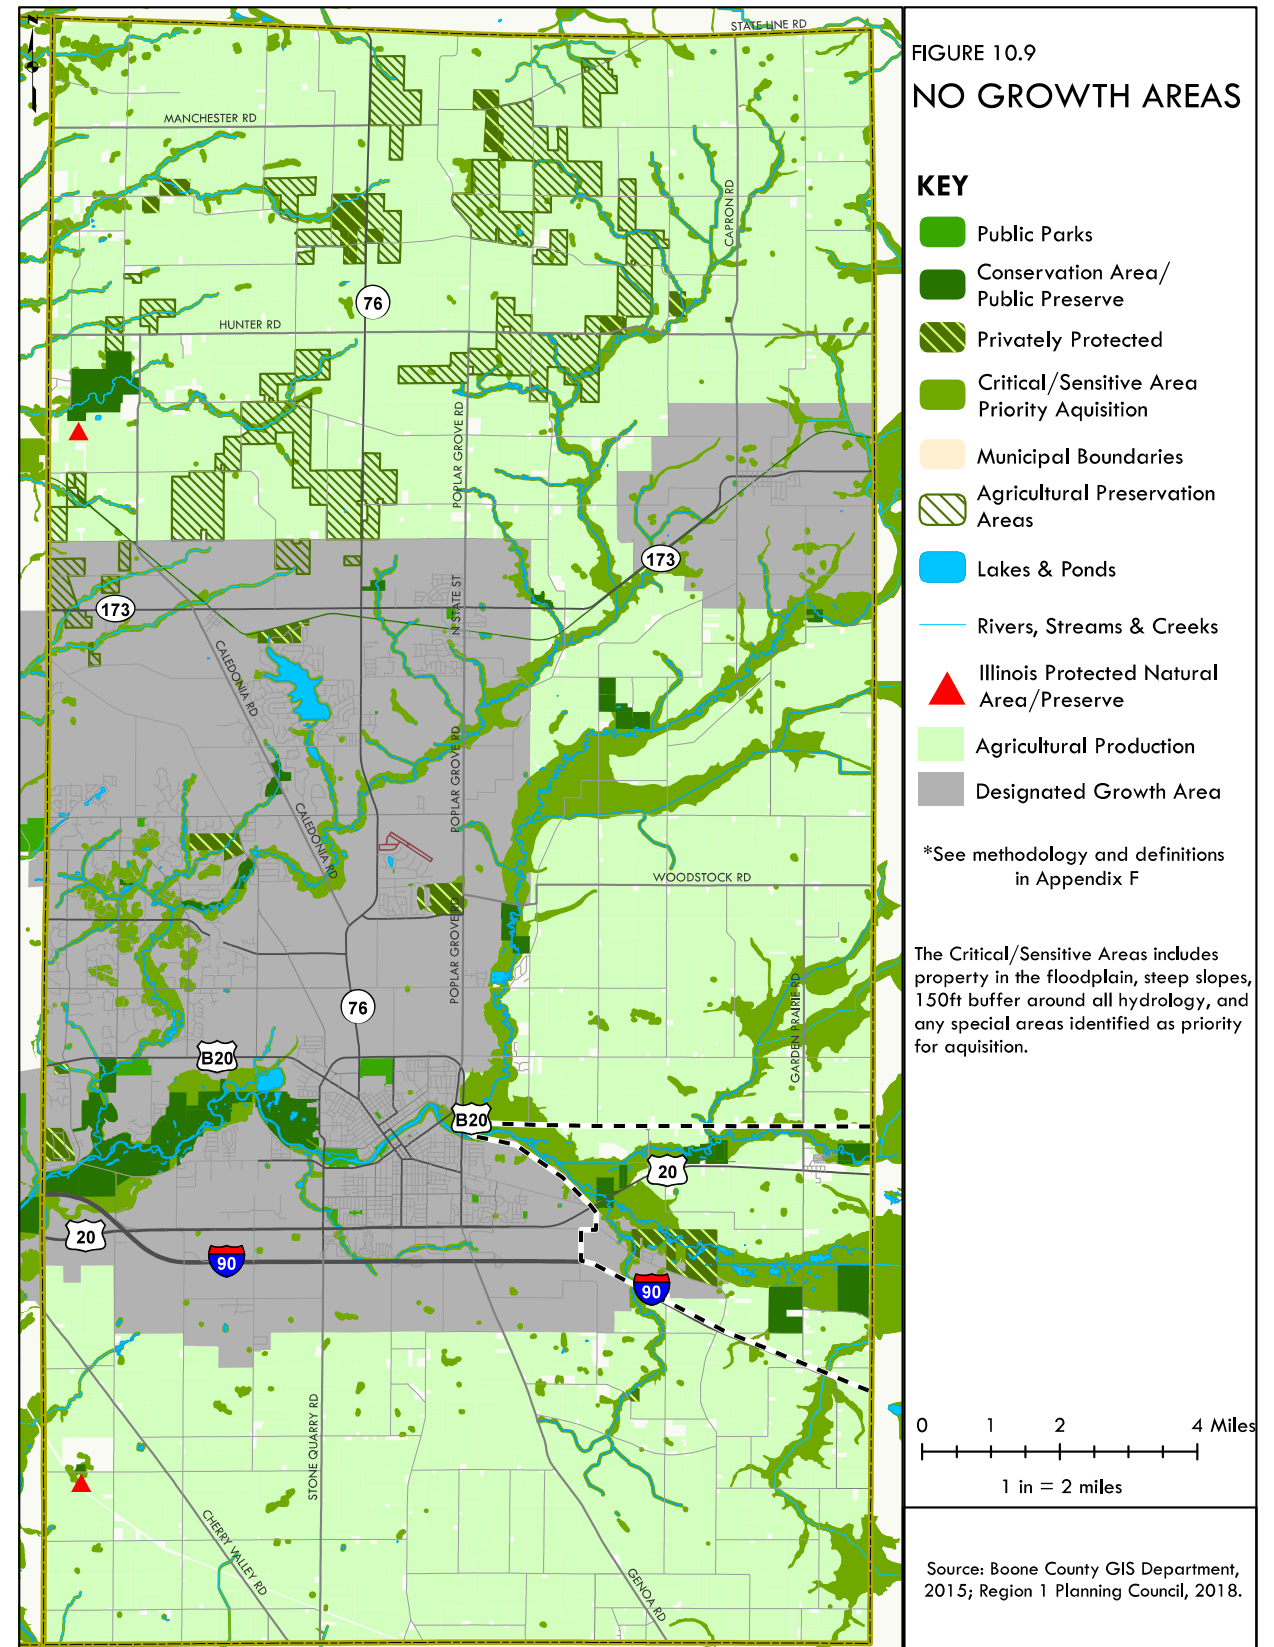 STATE LINE RD
FIGURE 10.9
NO GROWTH AREAS
KEY
Public Parks
Conservation Area/
Public Preserve
Privately Protected
Critical/Sensitive Area
Priority Aquisition
Municipal Boundaries
Agricultural Preservation
Areas
Lakes & Ponds
Rivers, Streams & Creeks
Illinois Protected Natural
Area/Preserve
Agricultural Production
Designated Growth Area
*See methodology and definitions
in Appendix F
The Critical/Sensitive Areas includes
property in the floodplain, steep slopes,
150ft buffer around all hydrology, and
any special areas identified as priority
for aquisition.
0 1 2 4 Miles
1 in = 2 miles
Source: Boone County GIS Department,
2015; Region 1 Planning Council, 2018.
N
MANCHESTER RD
CAPRON RD
76
HUNTER RD
POPLAR GROVE RD
173
173
N STATE ST
CALEDONIA RD
POPLAR GROVE RD
CALEDONIA RD
WOODSTOCK RD
POPLAR GROVE RD
GARDEN PRAIRIE RD
76
B20
B20
20
20
90
90
STONE QUARRY RD
CHERRY VALLEY RD
GENOA RD